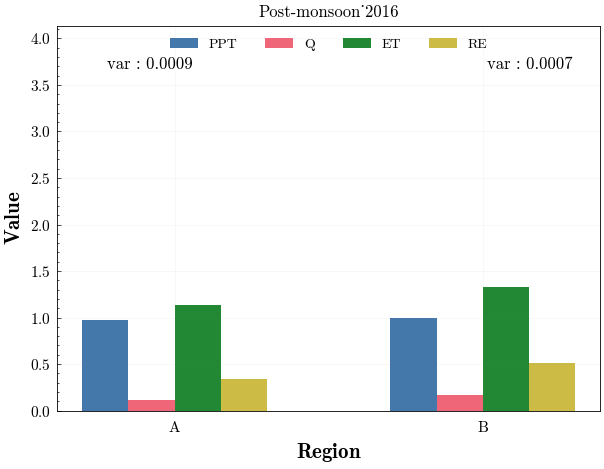 Post-monsoon˙2016
PPT Q ET RE
var : 0.0009 var : 0.0007
4.0
3.5
3.0
2.5
2.0
1.5
1.0
0.5
0.0
Value
A B
Region